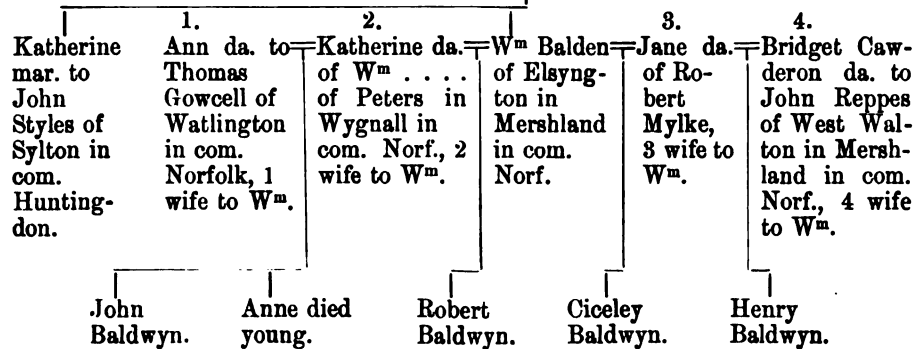 1. 2. 3. 4.
Katherine
mar. to
John
Styles of
Sylton in
com.
Hunting-
don.
Ann da. to
Thomas
Gowcell of
Watlington
in com.
Norfolk, 1
wife to Wᵐ.
Katherine da.
of Wᵐ . . . .
of Peters in
Wygnall in
com. Norf., 2
wife to Wᵐ.
Wᵐ Balden
of Elsyng-
ton in
Mershland
in com.
Norf.
Jane da.
of Ro-
bert
Mylke,
3 wife to
Wᵐ.
Bridget Caw-
deron da. to
John Reppes
of West Wal-
ton in Mersh-
land in com.
Norf., 4 wife
to Wᵐ.
John
Baldwyn.
Anne died
young.
Robert
Baldwyn.
Ciceley
Baldwyn.
Henry
Baldwyn.